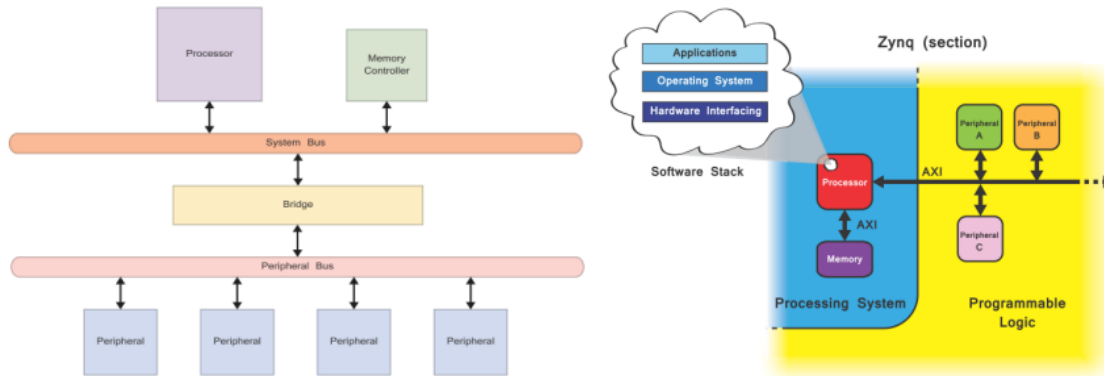 Processor
Memory
Controller
System Bus
Bridge
Peripheral Bus
Peripheral
Peripheral
Peripheral
Peripheral
Zynq (section)
Applications
Operating System
Hardware Interfacing
Software Stack
Processor
AXI
Memory
Processing System
AXI
Peripheral
A
Peripheral
B
Peripheral
C
Programmable
Logic